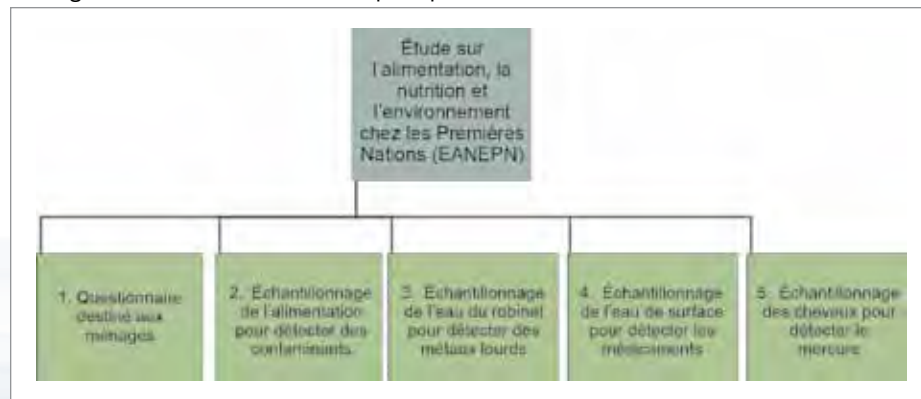 Étude sur
l'alimentation, la
nutrition et
l'environnement
chez les Premières
Nations (EANEPN)
1. Questionnaire
destiné aux
ménages
2. Échantillonnage
de l'alimentation
pour détecter des
contaminants
3. Échantillonnage
de l'eau du robinet
pour détecter des
métaux lourds
4. Échantillonnage
de l'eau de surface
pour détecter les
médicaments
5. Échantillonnage
des cheveux pour
détecter le
mercure